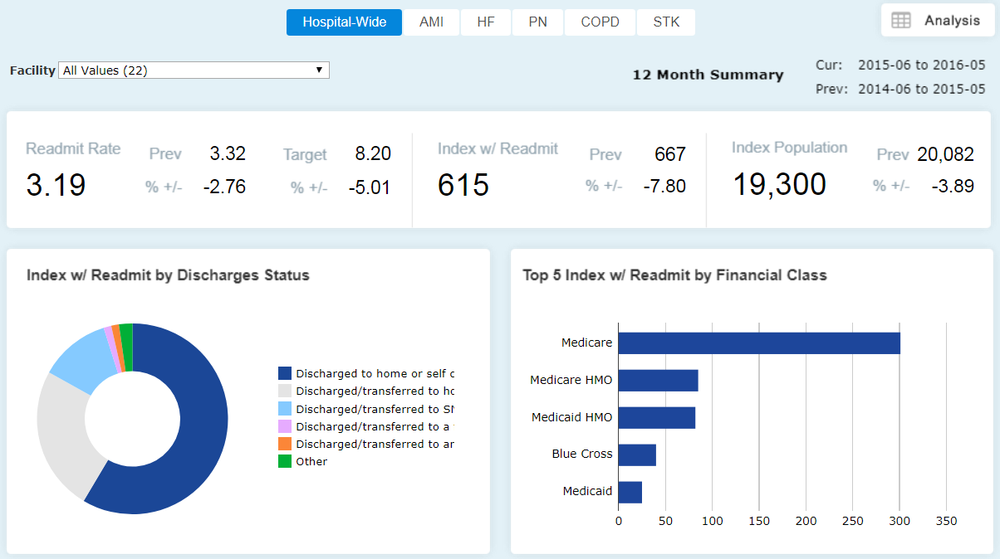 Hospital-Wide AMI HF PN COPD STK
Analysis
Facility All Values (22)
12 Month Summary
Cur: 2015-06 to 2016-05
Prev: 2014-06 to 2015-05
Readmit Rate
3.19
Prev 3.32
% +/- -2.76
Target 8.20
% +/- -5.01
Index w/ Readmit
615
Prev 667
% +/- -7.80
Index Population
19,300
Prev 20,082
% +/- -3.89
Index w/ Readmit by Discharges Status
Discharged to home or self c
Discharged/transferred to ho
Discharged/transferred to SN
Discharged/transferred to a
Discharged/transferred to an
Other
Top 5 Index w/ Readmit by Financial Class
Medicare
Medicare HMO
Medicaid HMO
Blue Cross
Medicaid
0 50 100 150 200 250 300 350